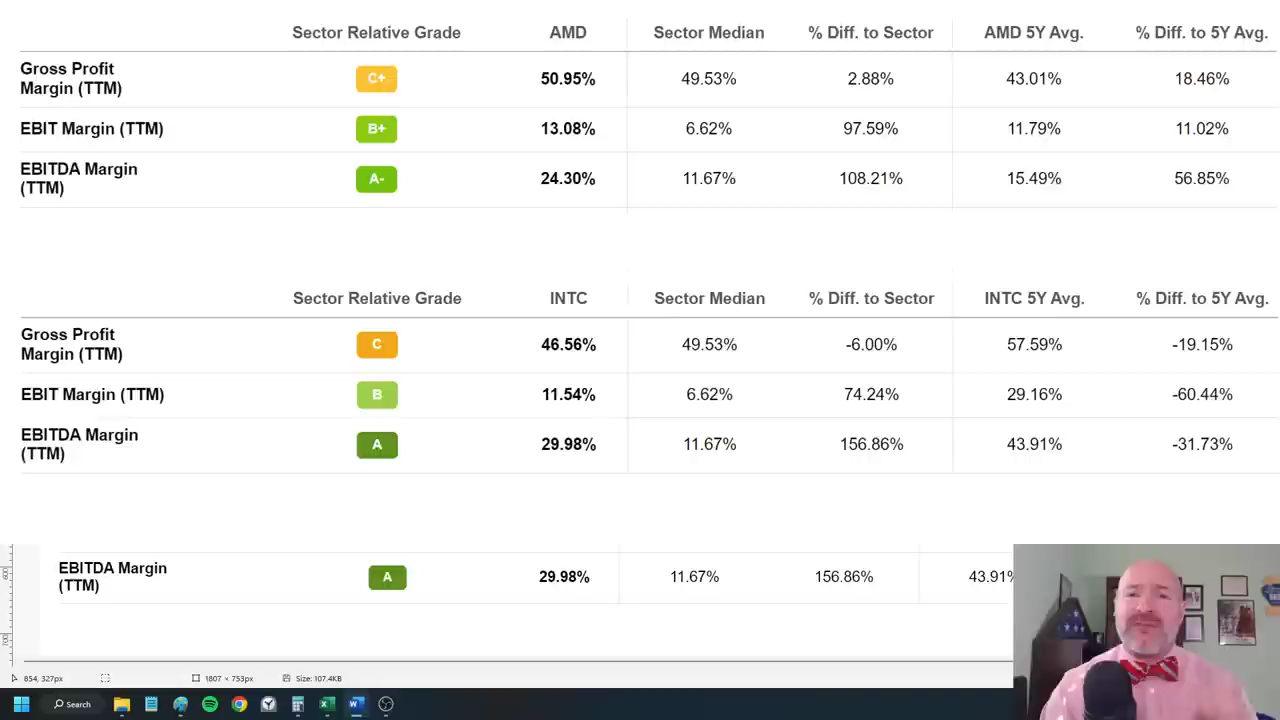 Sector Relative Grade AMD Sector Median % Diff. to Sector AMD 5Y Avg. % Diff. to 5Y Avg.
Gross Profit
Margin (TTM) C+ 50.95% 49.53% 2.88% 43.01% 18.46%
EBIT Margin (TTM) B+ 13.08% 6.62% 97.59% 11.79% 11.02%
EBITDA Margin
(TTM) A- 24.30% 11.67% 108.21% 15.49% 56.85%
Sector Relative Grade INTC Sector Median % Diff. to Sector INTC 5Y Avg. % Diff. to 5Y Avg.
Gross Profit
Margin (TTM) C 46.56% 49.53% -6.00% 57.59% -19.15%
EBIT Margin (TTM) B 11.54% 6.62% 74.24% 29.16% -60.44%
EBITDA Margin
(TTM) A 29.98% 11.67% 156.86% 43.91% -31.73%
EBITDA Margin
(TTM) A 29.98% 11.67% 156.86% 43.91%
854, 327px 1807 × 753px Size: 107.4KB
Search